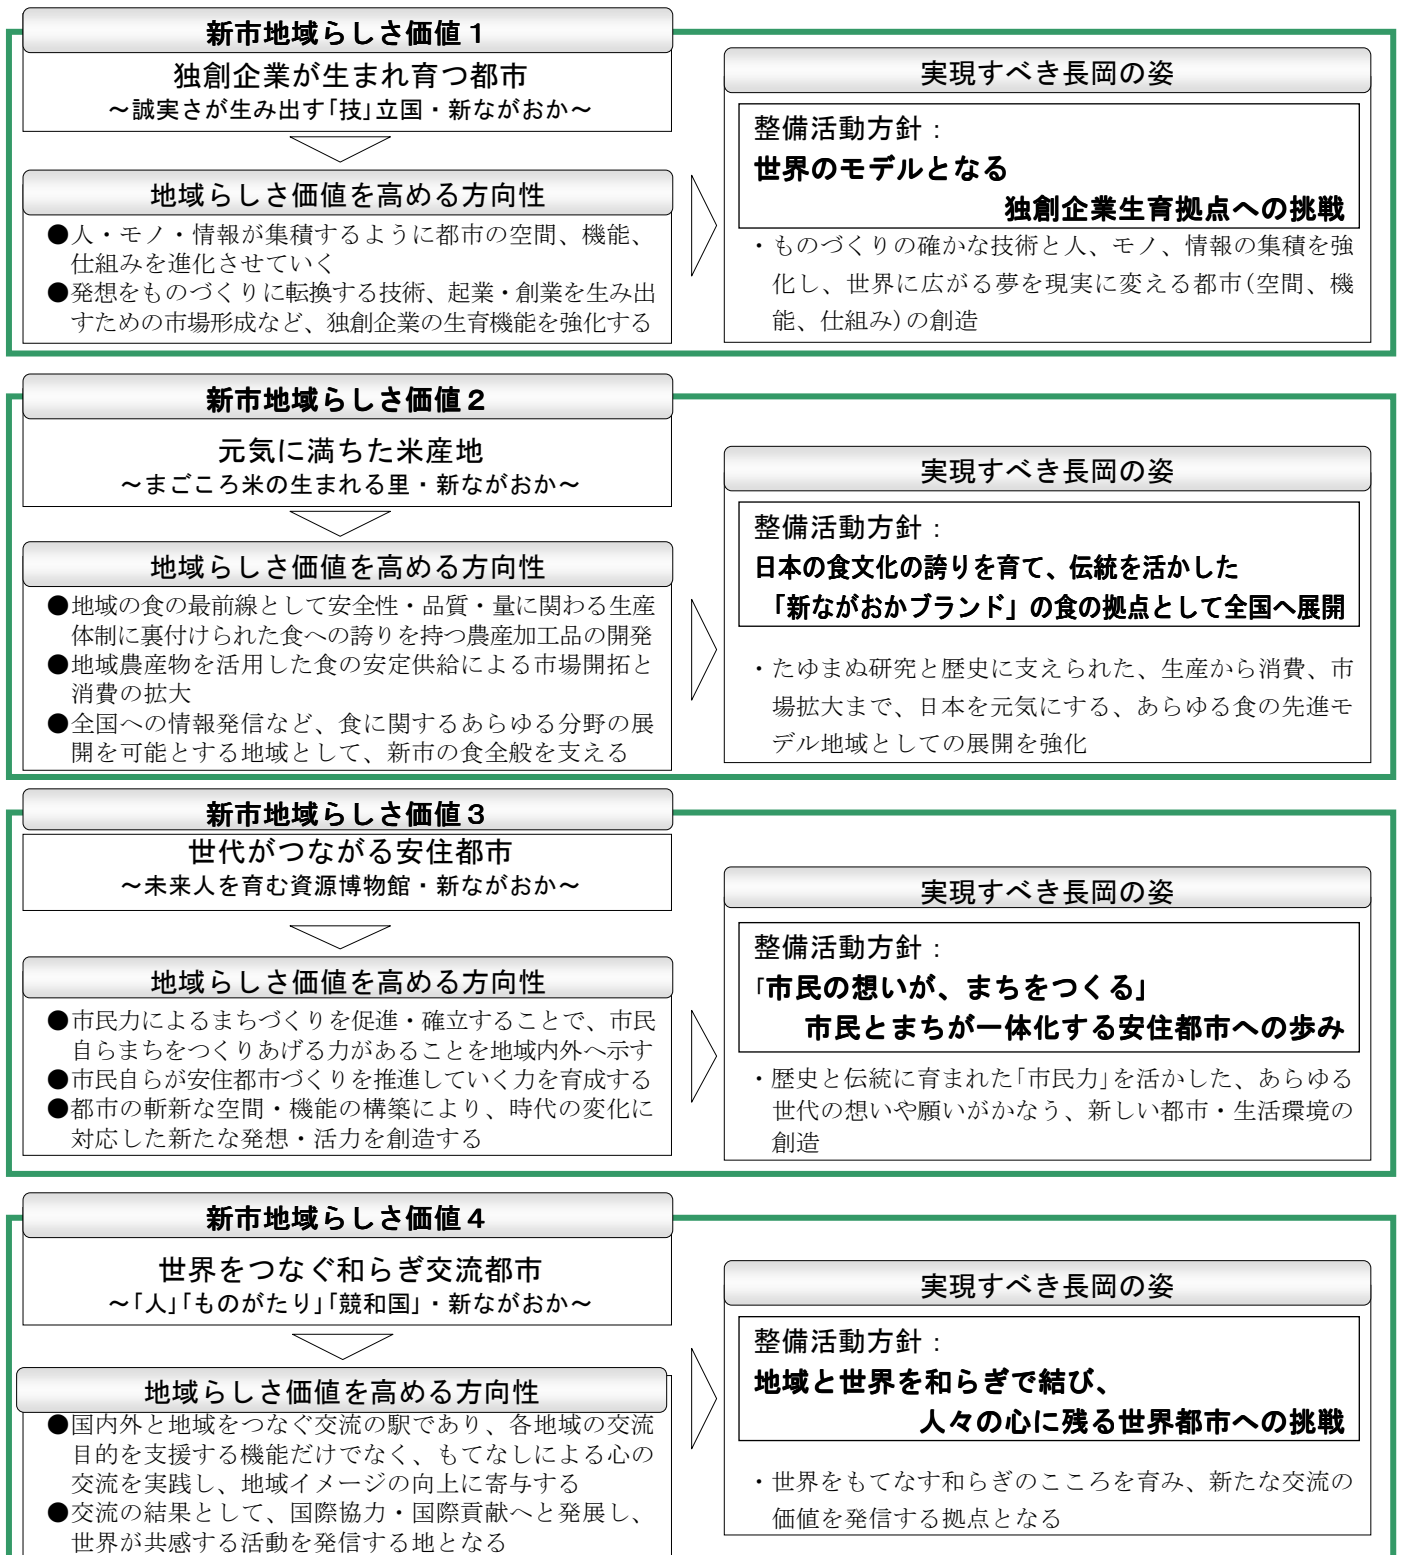 新市地域らしさ価値１
独創企業が生まれ育つ都市
～誠実さが生み出す「技」立国・新ながおか～
地域らしさ価値を高める方向性
●人・モノ・情報が集積するように都市の空間、機能、
仕組みを進化させていく
●発想をものづくりに転換する技術、起業・創業を生み出
すための市場形成など、独創企業の生育機能を強化する
実現すべき長岡の姿
整備活動方針：
世界のモデルとなる
独創企業生育拠点への挑戦
・ものづくりの確かな技術と人、モノ、情報の集積を強
化し、世界に広がる夢を現実に変える都市(空間、機
能、仕組み)の創造
新市地域らしさ価値２
元気に満ちた米産地
～まごころ米の生まれる里・新ながおか～
地域らしさ価値を高める方向性
●地域の食の最前線として安全性・品質・量に関わる生産
体制に裏付けられた食への誇りを持つ農産加工品の開発
●地域農産物を活用した食の安定供給による市場開拓と
消費の拡大
●全国への情報発信など、食に関するあらゆる分野の展
開を可能とする地域として、新市の食全般を支える
実現すべき長岡の姿
整備活動方針：
日本の食文化の誇りを育て、伝統を活かした
「新ながおかブランド」の食の拠点として全国へ展開
・たゆまぬ研究と歴史に支えられた、生産から消費、市
場拡大まで、日本を元気にする、あらゆる食の先進モ
デル地域としての展開を強化
新市地域らしさ価値３
世代がつながる安住都市
～未来人を育む資源博物館・新ながおか～
地域らしさ価値を高める方向性
●市民力によるまちづくりを促進・確立することで、市民
自らまちをつくりあげる力があることを地域内外へ示す
●市民自らが安住都市づくりを推進していく力を育成する
●都市の斬新な空間・機能の構築により、時代の変化に
対応した新たな発想・活力を創造する
実現すべき長岡の姿
整備活動方針：
「市民の想いが、まちをつくる」
市民とまちが一体化する安住都市への歩み
・歴史と伝統に育まれた「市民力」を活かした、あらゆる
世代の想いや願いがかなう、新しい都市・生活環境の
創造
新市地域らしさ価値４
世界をつなぐ和らぎ交流都市
～「人」「ものがたり」「競和国」・新ながおか～
地域らしさ価値を高める方向性
●国内外と地域をつなぐ交流の駅であり、各地域の交流
目的を支援する機能だけでなく、もてなしによる心の
交流を実践し、地域イメージの向上に寄与する
●交流の結果として、国際協力・国際貢献へと発展し、
世界が共感する活動を発信する地となる
実現すべき長岡の姿
整備活動方針：
地域と世界を和らぎで結び、
人々の心に残る世界都市への挑戦
・世界をもてなす和らぎのこころを育み、新たな交流の
価値を発信する拠点となる